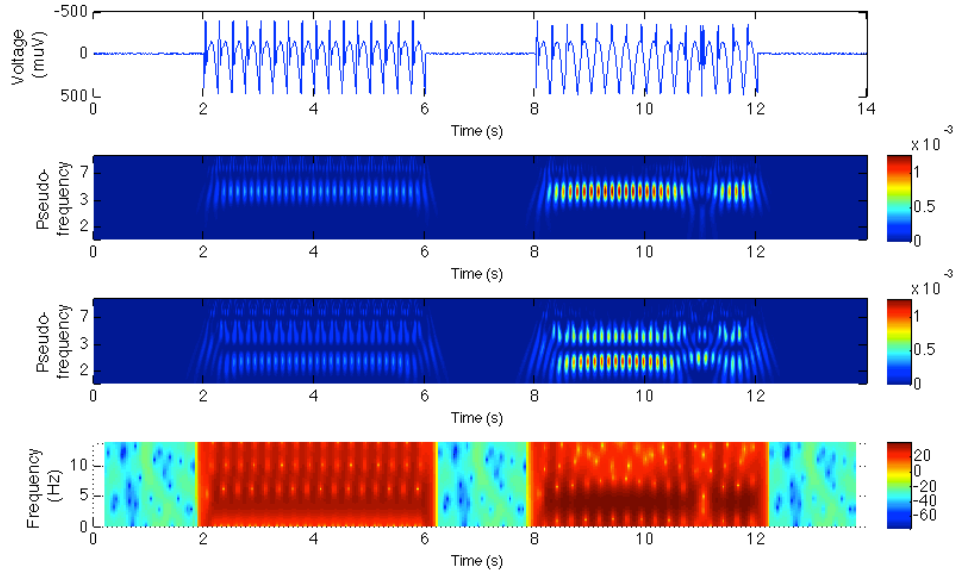 -500
0
500
Voltage
(muV)
0 2 4 6 8 10 12 14
Time (s)
x 10 -3
7
3
2
Pseudo-
frequency
1
0.5
0
0 2 4 6 8 10 12
Time (s)
x 10 -3
7
3
2
Pseudo-
frequency
1
0.5
0
0 2 4 6 8 10 12
Time (s)
10
5
0
Frequency
(Hz)
20
0
-20
-40
-60
0 2 4 6 8 10 12
Time (s)